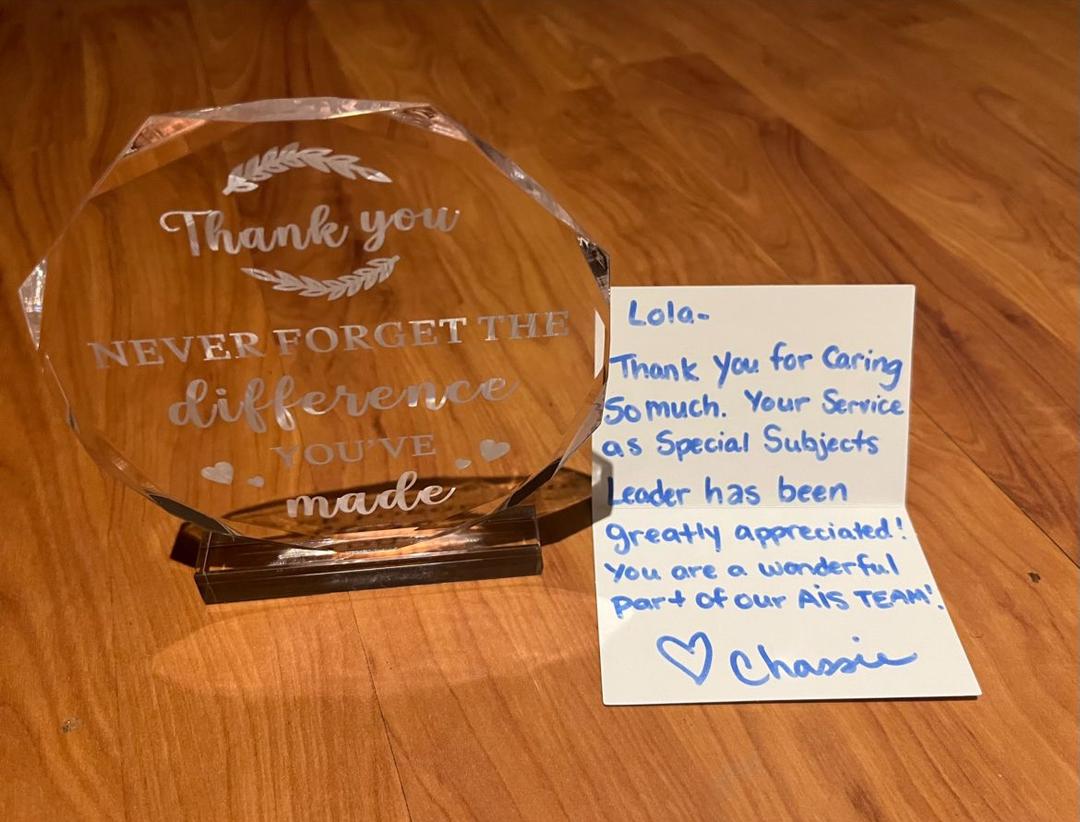 Thank you
NEVER FORGET THE
difference
YOU'VE
made
Lola-
Thank You for Caring
So much. Your Service
as Special Subjects
Leader has been
greatly appreciated!
You are a wonderful
part of our AiS TEAM!
♡ Chassie